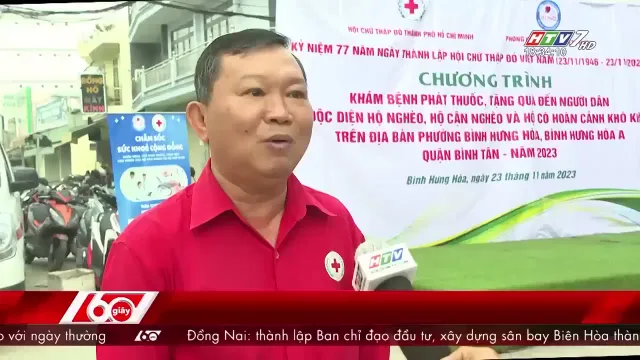 HỘI CHỮ THẬP ĐỎ THÀNH PHỐ HỒ CHÍ MINH
PHÒNG
HTV7 HD
KỶ NIỆM 77 NĂM NGÀY THÀNH LẬP HỘI CHỮ THẬP ĐỎ VIỆT NAM (23/11/1946 - 23/11/202
CHƯƠNG TRÌNH
KHÁM BỆNH PHÁT THUỐC, TẶNG QUÀ ĐẾN NGƯỜI DÂN
UỘC DIỆN HỘ NGHÈO, HỘ CẬN NGHÈO VÀ HỘ CÓ HOÀN CẢNH KHÓ K
TRÊN ĐỊA BÀN PHƯỜNG BÌNH HƯNG HÒA, BÌNH HƯNG HÒA A
QUẬN BÌNH TÂN - NĂM 2023
Bình Hưng Hòa, ngày 23 tháng 11 năm 2023
CHĂM SÓC
SỨC KHOẺ CỘNG ĐỒNG
HTV
60 giây
o với ngày thường
60
Đồng Nai: thành lập Ban chỉ đạo đầu tư, xây dựng sân bay Biên Hòa thàn